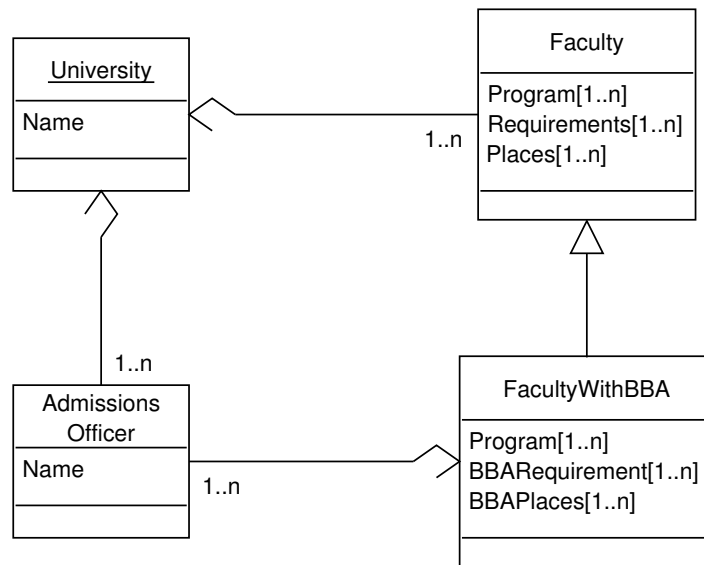 University
Name
Faculty
Program[1..n]
Requirements[1..n]
Places[1..n]
1..n
1..n
Admissions
Officer
Name
1..n
FacultyWithBBA
Program[1..n]
BBARequirement[1..n]
BBAPlaces[1..n]